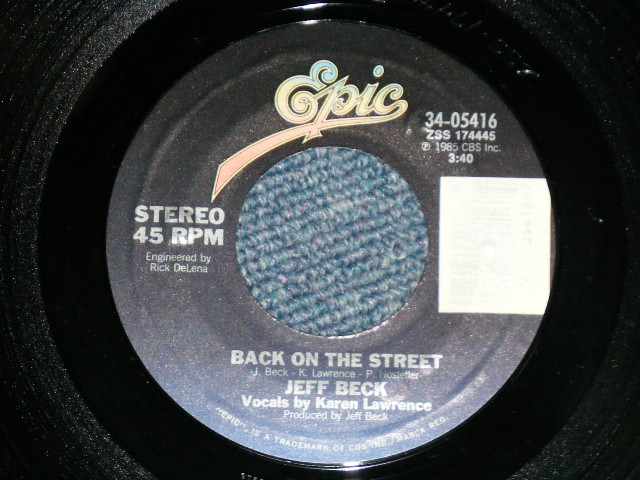 Epic
34-05416
ZSS 174445
℗ 1985 CBS Inc.
3:40
STEREO
45 RPM
Engineered by
Rick DeLena
BACK ON THE STREET
J. Beck - K. Lawrence - P. Hostetler
JEFF BECK
Vocals by Karen Lawrence
Produced by Jeff Beck
"EPIC" IS A TRADEMARK OF CBS INC./MARCA REG.